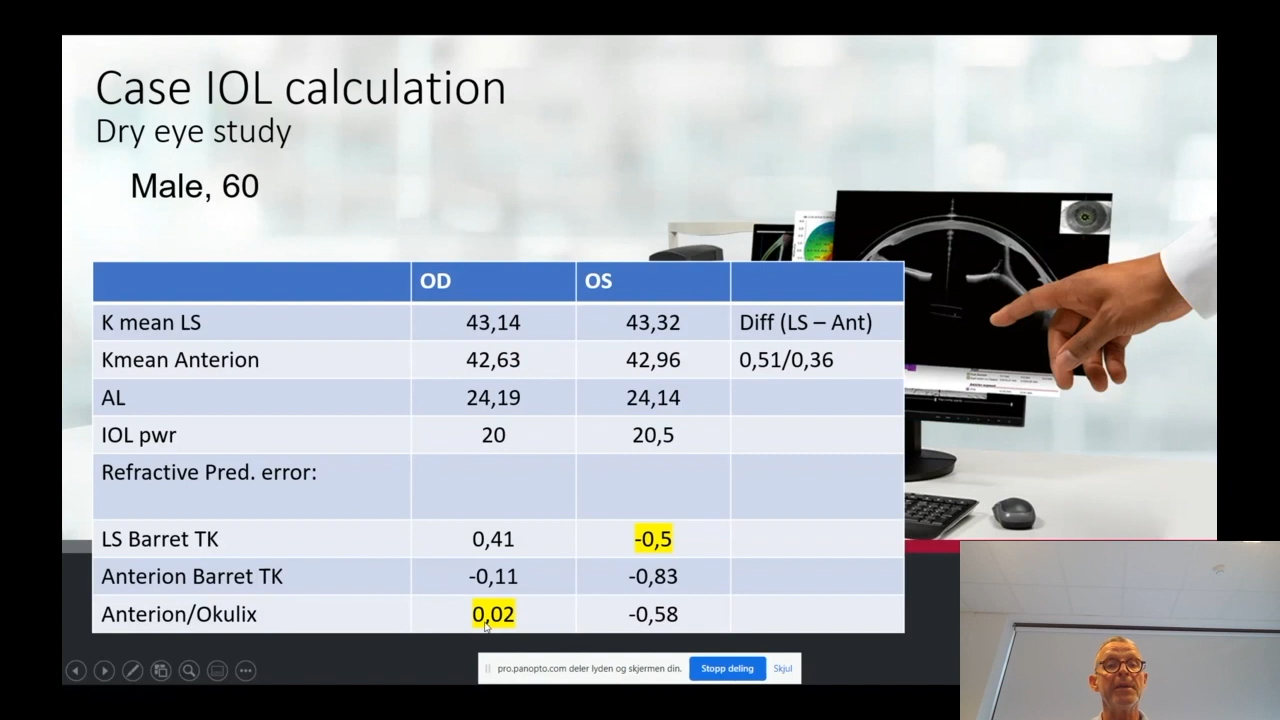 Case IOL calculation
Dry eye study
Male, 60
OD OS
K mean LS 43,14 43,32 Diff (LS – Ant)
Kmean Anterion 42,63 42,96 0,51/0,36
AL 24,19 24,14
IOL pwr 20 20,5
Refractive Pred. error:
LS Barret TK 0,41 -0,5
Anterion Barret TK -0,11 -0,83
Anterion/Okulix 0,02 -0,58
pro.panopto.com deler lyden og skjermen din. Stopp deling Skjul